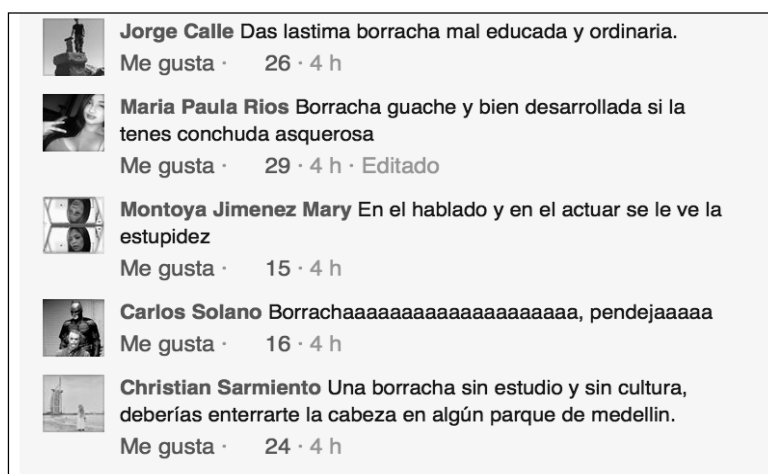 Jorge Calle Das lastima borracha mal educada y ordinaria.
Me gusta · 26 · 4 h
Maria Paula Rios Borracha guache y bien desarrollada si la
tenes conchuda asquerosa
Me gusta · 29 · 4 h · Editado
Montoya Jimenez Mary En el hablado y en el actuar se le ve la
estupidez
Me gusta · 15 · 4 h
Carlos Solano Borrachaaaaaaaaaaaaaaaaaaaa, pendejaaaaa
Me gusta · 16 · 4 h
Christian Sarmiento Una borracha sin estudio y sin cultura,
deberías enterrarte la cabeza en algún parque de medellin.
Me gusta · 24 · 4 h